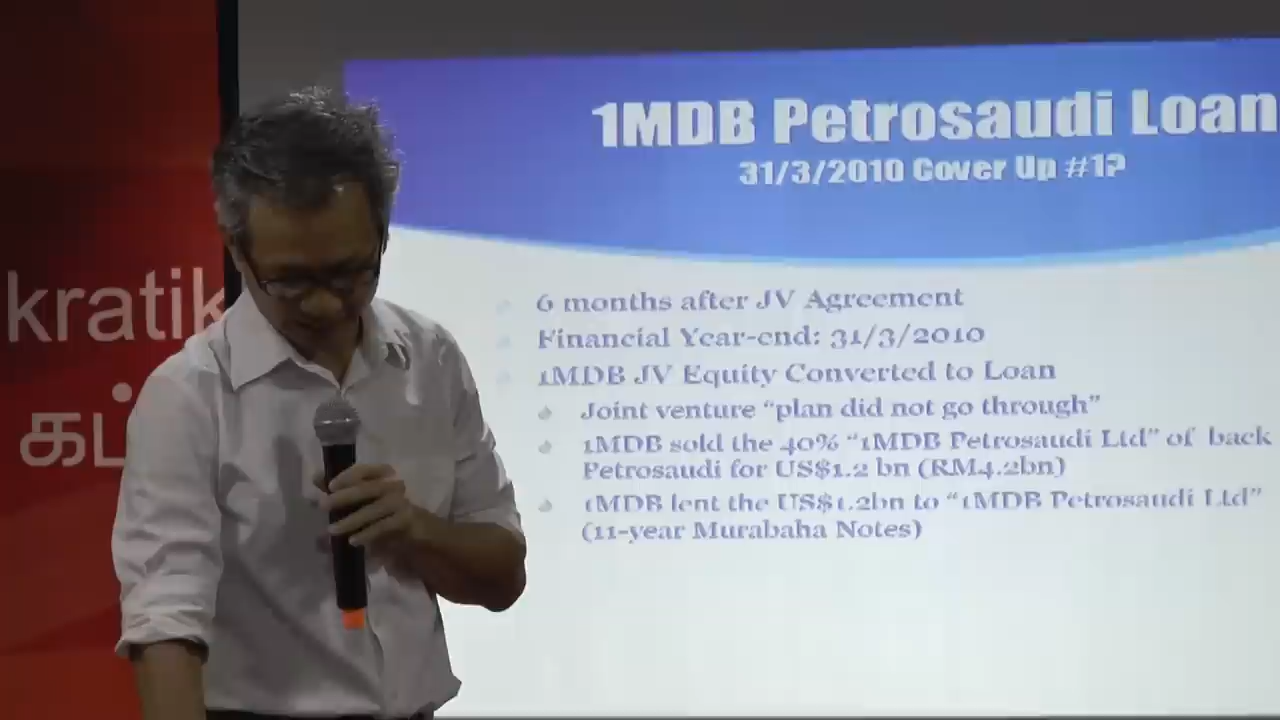 1MDB Petrosaudi Loan
31/3/2010 Cover Up #1?
kratik
கட்
6 months after JV Agreement
Financial Year-end: 31/3/2010
1MDB JV Equity Converted to Loan
Joint venture “plan did not go through”
1MDB sold the 40% “1MDB Petrosaudi Ltd” of back
Petrosaudi for US$1.2 bn (RM4.2bn)
1MDB lent the US$1.2bn to “1MDB Petrosaudi Ltd”
(11-year Murabaha Notes)